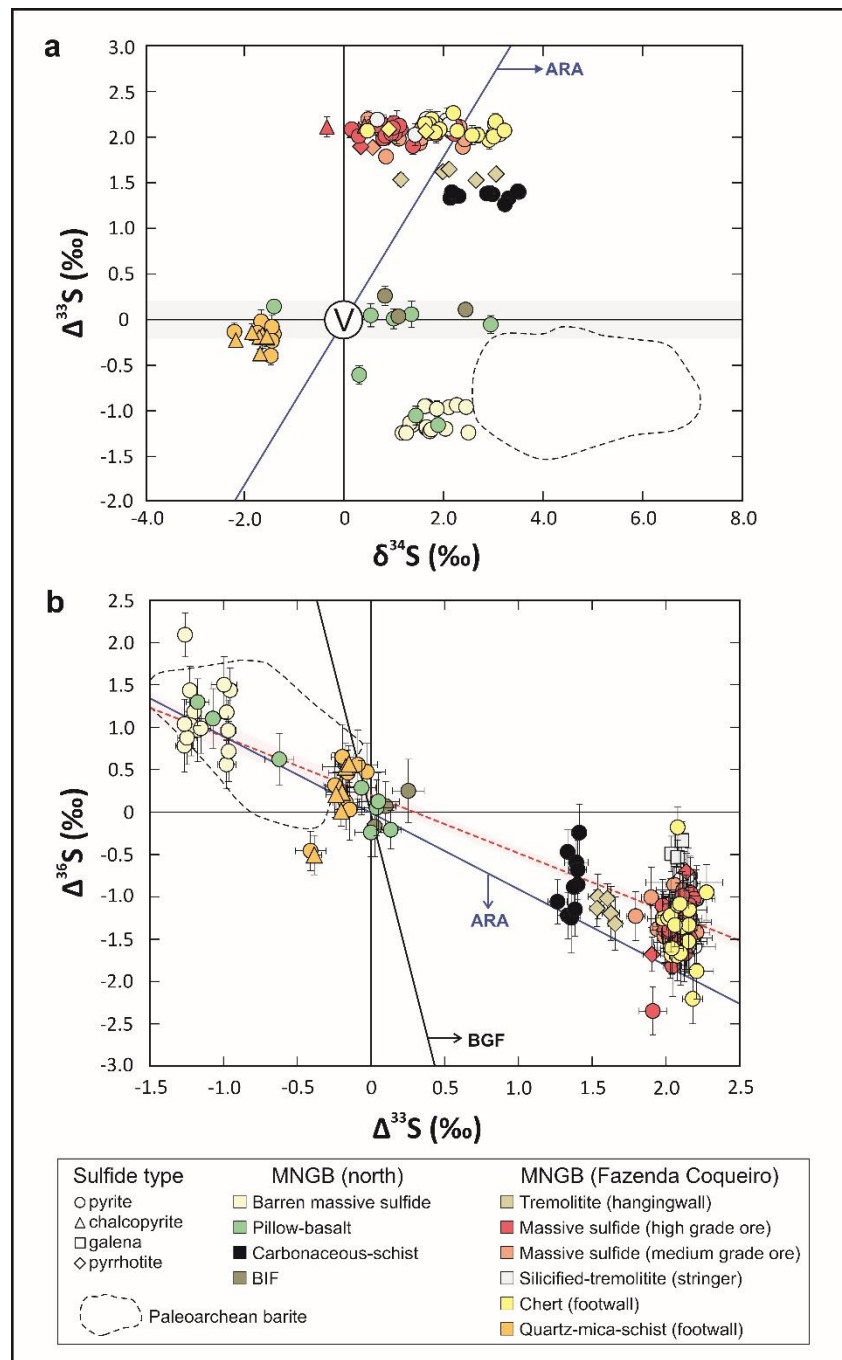 a
3.0
2.5
2.0
1.5
1.0
0.5
0
-0.5
-1.0
-1.5
-2.0
Δ³³S (‰)
ARA
V
-4.0 -2.0 0 2.0 4.0 6.0 8.0
δ³⁴S (‰)
b
2.5
2.0
1.5
1.0
0.5
0
-0.5
-1.0
-1.5
-2.0
-2.5
-3.0
Δ³⁶S (‰)
ARA
BGF
-1.5 -1.0 -0.5 0 0.5 1.0 1.5 2.0 2.5
Δ³³S (‰)
Sulfide type
pyrite
chalcopyrite
galena
pyrrhotite
Paleoarchean barite
MNGB (north)
Barren massive sulfide
Pillow-basalt
Carbonaceous-schist
BIF
MNGB (Fazenda Coqueiro)
Tremolitite (hangingwall)
Massive sulfide (high grade ore)
Massive sulfide (medium grade ore)
Silicified-tremolitite (stringer)
Chert (footwall)
Quartz-mica-schist (footwall)